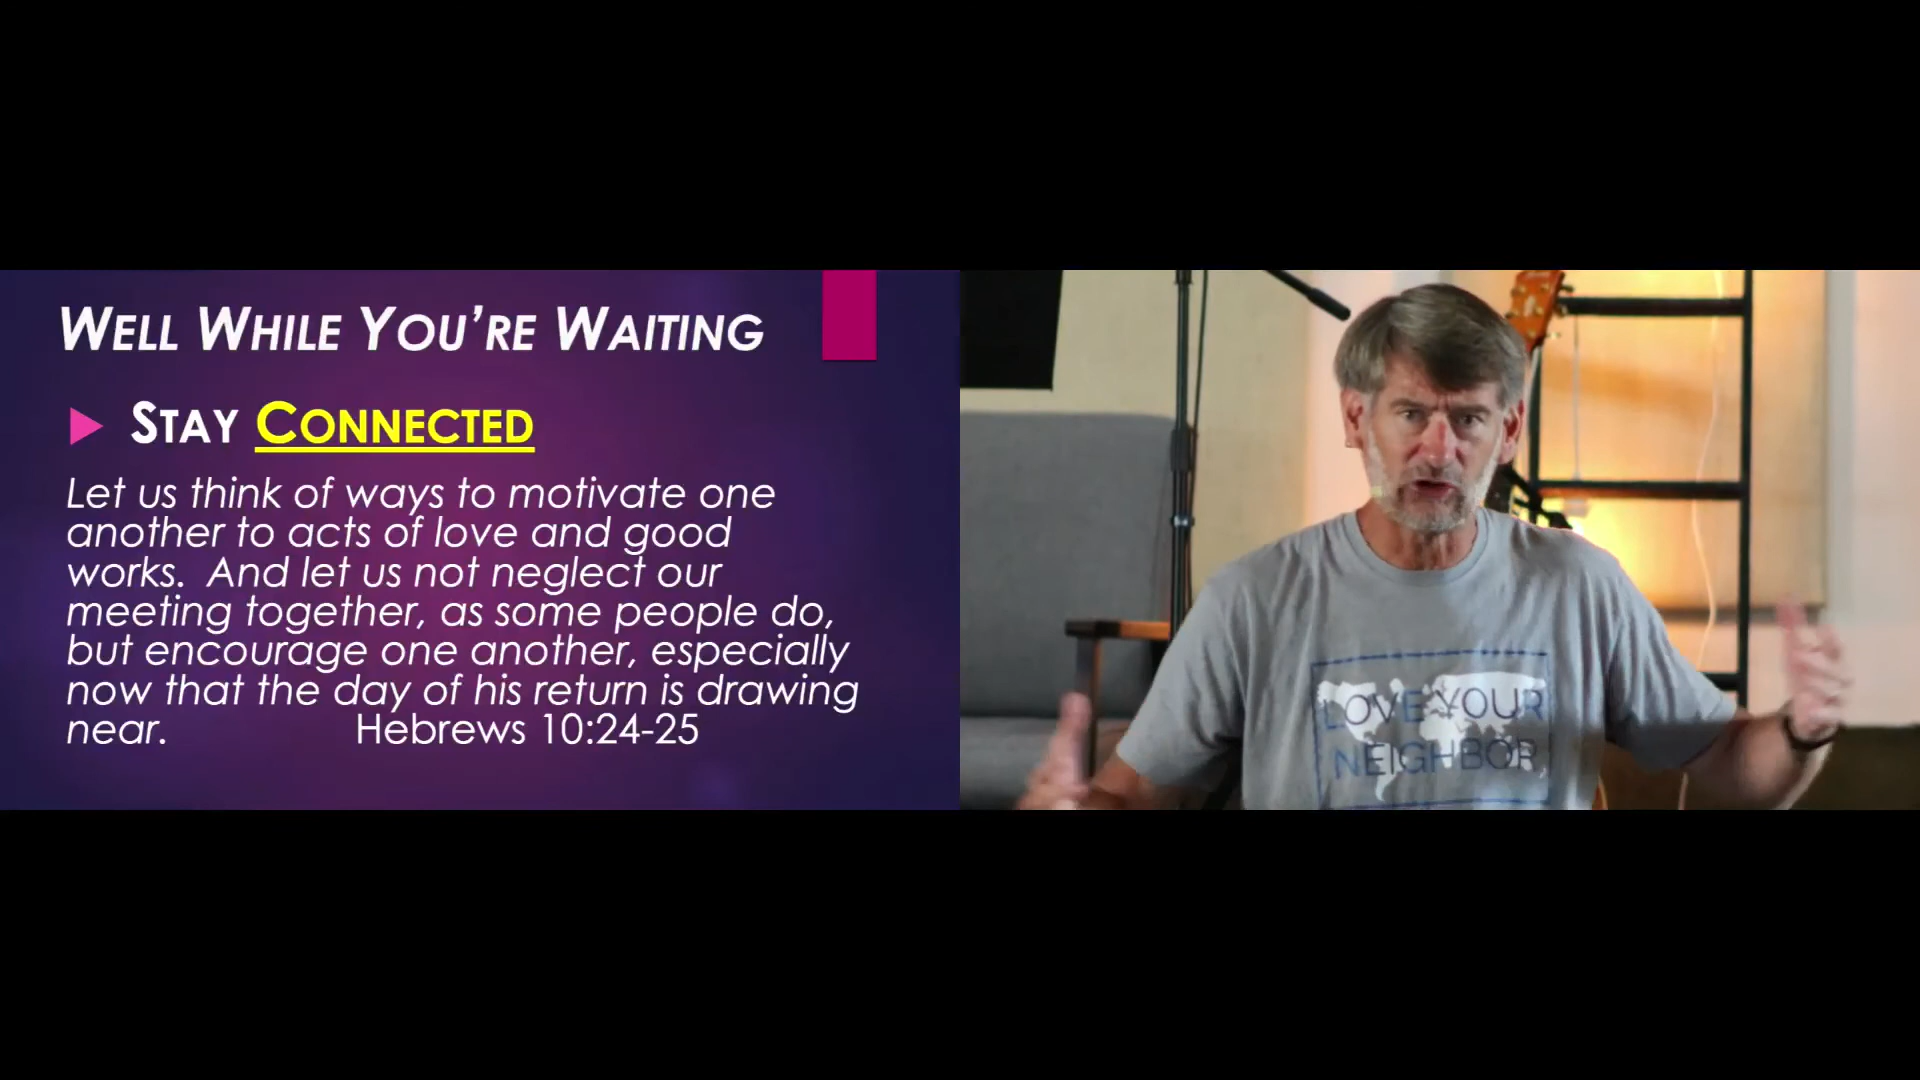 WELL WHILE YOU'RE WAITING
STAY CONNECTED
Let us think of ways to motivate one
another to acts of love and good
works.  And let us not neglect our
meeting together, as some people do,
but encourage one another, especially
now that the day of his return is drawing
near. Hebrews 10:24-25
LOVE YOUR
NEIGHBOR